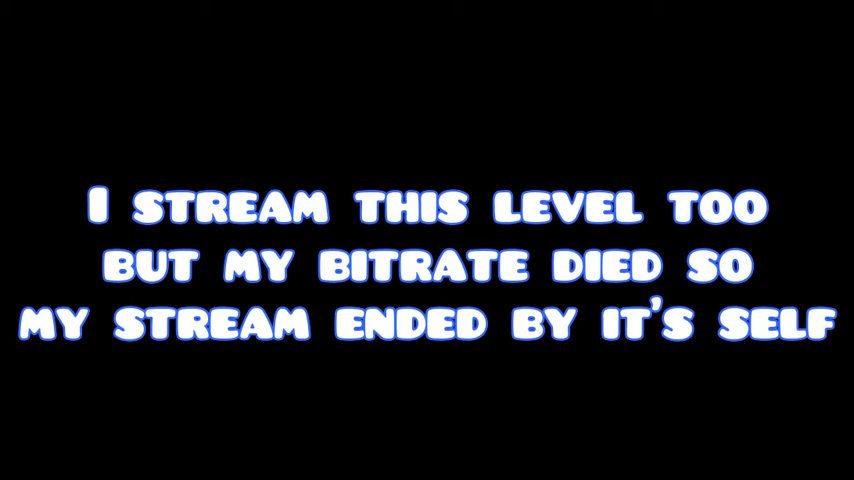 I STREAM THIS LEVEL TOO
BUT MY BITRATE DIED SO
MY STREAM ENDED BY IT'S SELF